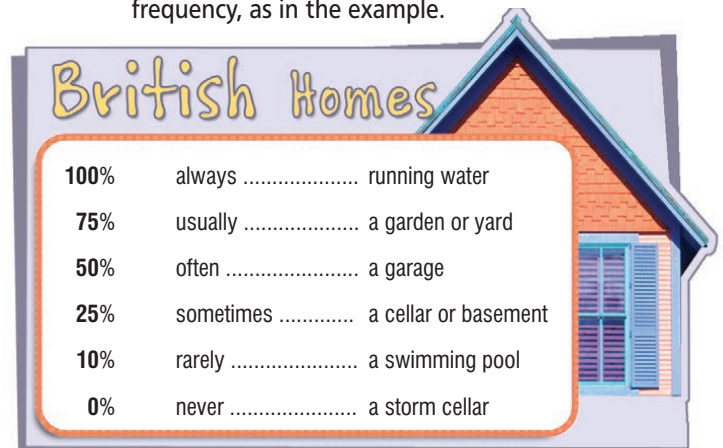 frequency, as in the example.
British Homes
100% always .................... running water
75% usually .................... a garden or yard
50% often ....................... a garage
25% sometimes ............. a cellar or basement
10% rarely ...................... a swimming pool
0% never ...................... a storm cellar